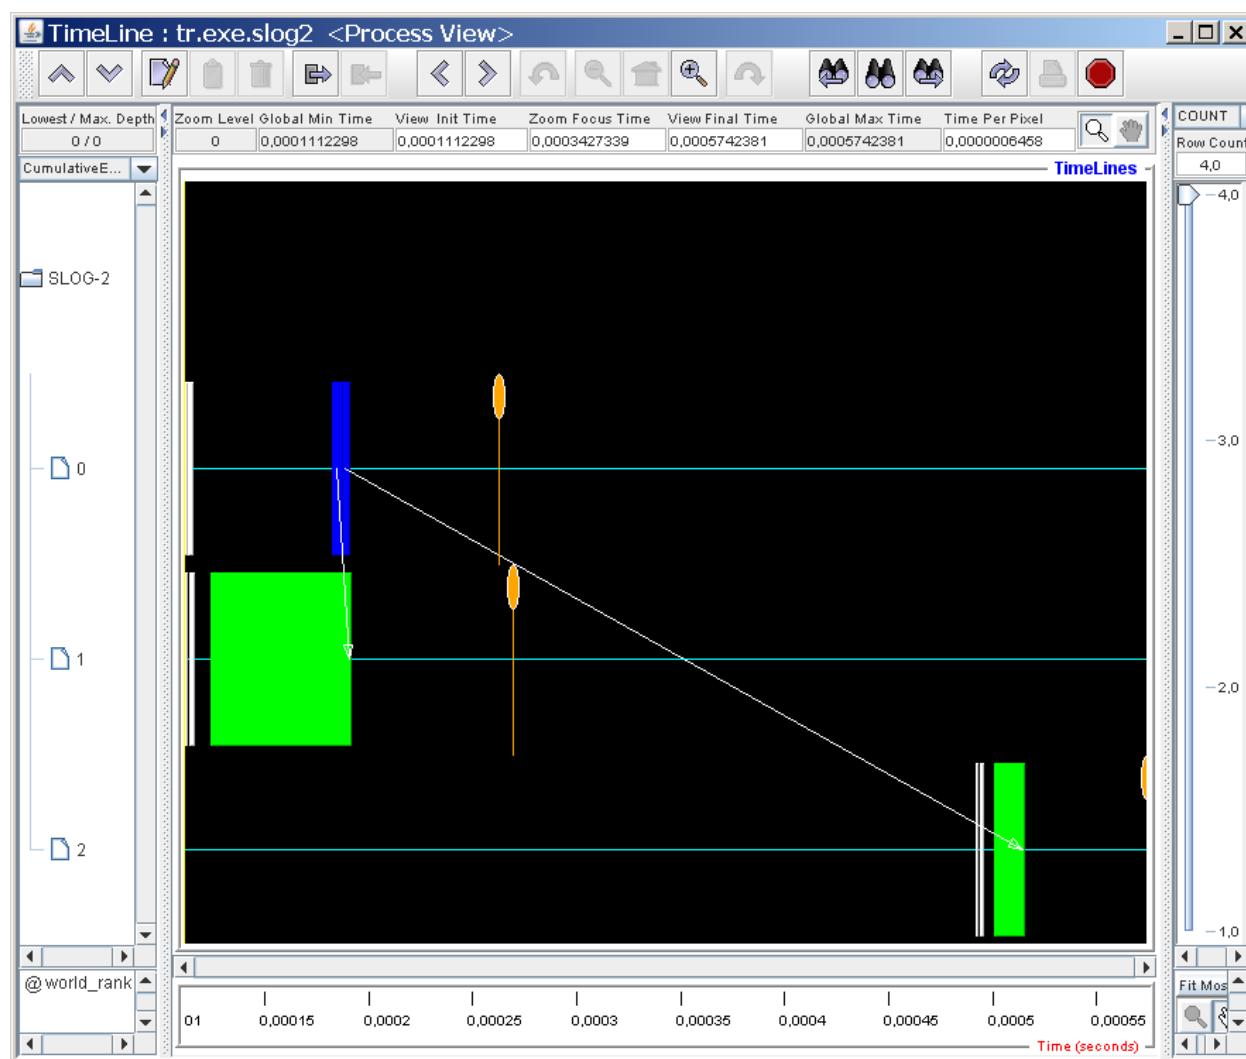 TimeLine : tr.exe.slog2 <Process View>
Lowest / Max. Depth
0 / 0
CumulativeE...
Zoom Level Global Min Time View Init Time Zoom Focus Time View Final Time Global Max Time Time Per Pixel
0 0,0001112298 0,0001112298 0,0003427339 0,0005742381 0,0005742381 0,0000006458
COUNT
Row Count
4,0
TimeLines
SLOG-2
0
1
2
4,0
3,0
2,0
1,0
@world_rank
Fit Mos
01 0,00015 0,0002 0,00025 0,0003 0,00035 0,0004 0,00045 0,0005 0,00055
Time (seconds)